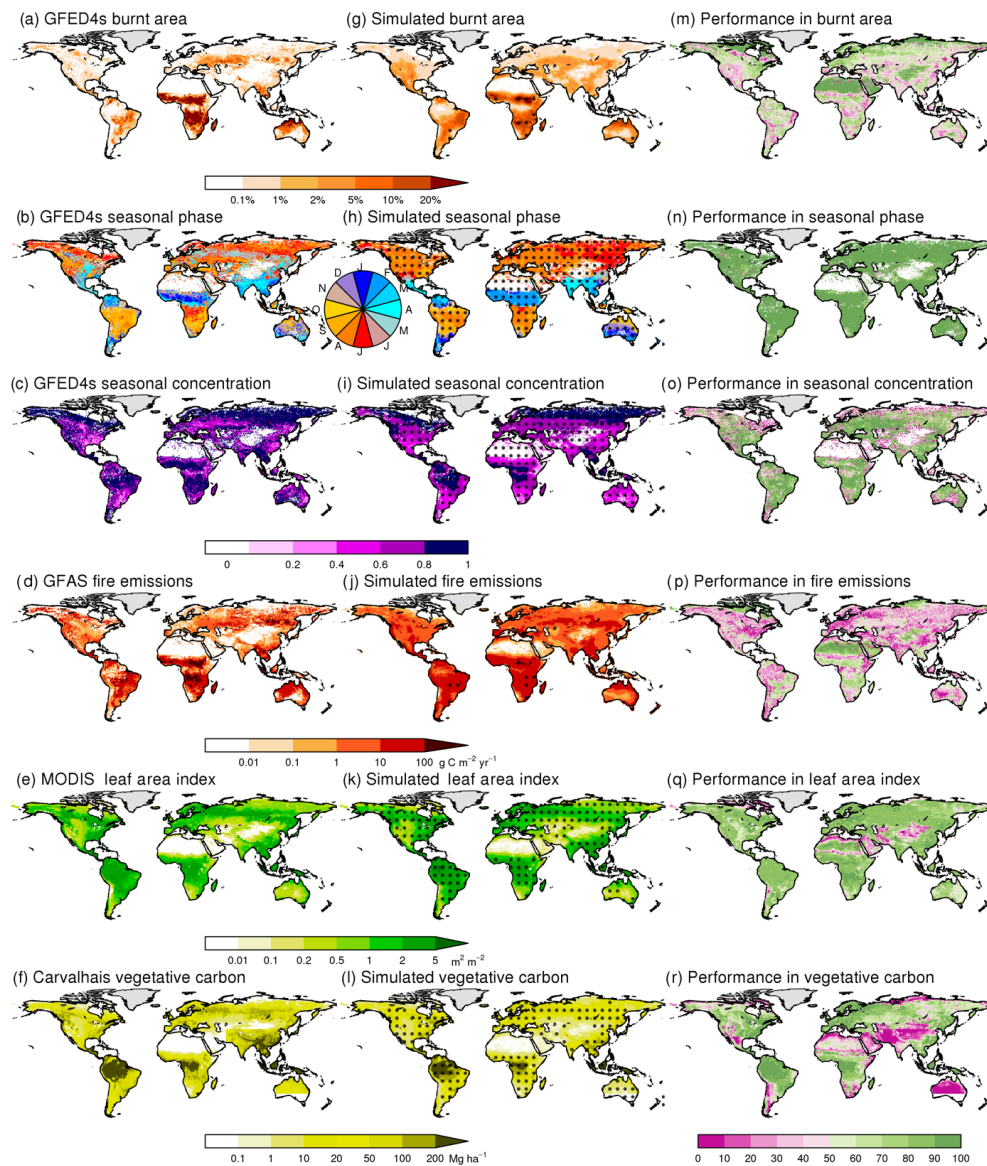 (a) GFED4s burnt area
(g) Simulated burnt area
(m) Performance in burnt area
0.1% 1% 2% 5% 10% 20%
(b) GFED4s seasonal phase
(h) Simulated seasonal phase
(n) Performance in seasonal phase
D J F
N M
O A
S M
A J J
(c) GFED4s seasonal concentration
(i) Simulated seasonal concentration
(o) Performance in seasonal concentration
0 0.2 0.4 0.6 0.8 1
(d) GFAS fire emissions
(j) Simulated fire emissions
(p) Performance in fire emissions
0.01 0.1 1 10 100 g C m⁻² yr⁻¹
(e) MODIS leaf area index
(k) Simulated leaf area index
(q) Performance in leaf area index
0.01 0.1 0.2 0.5 1 2 5 m² m⁻²
(f) Carvalhais vegetative carbon
(l) Simulated vegetative carbon
(r) Performance in vegetative carbon
0.1 1 10 20 50 100 200 Mg ha⁻¹
0 10 20 30 40 50 60 70 80 90 100